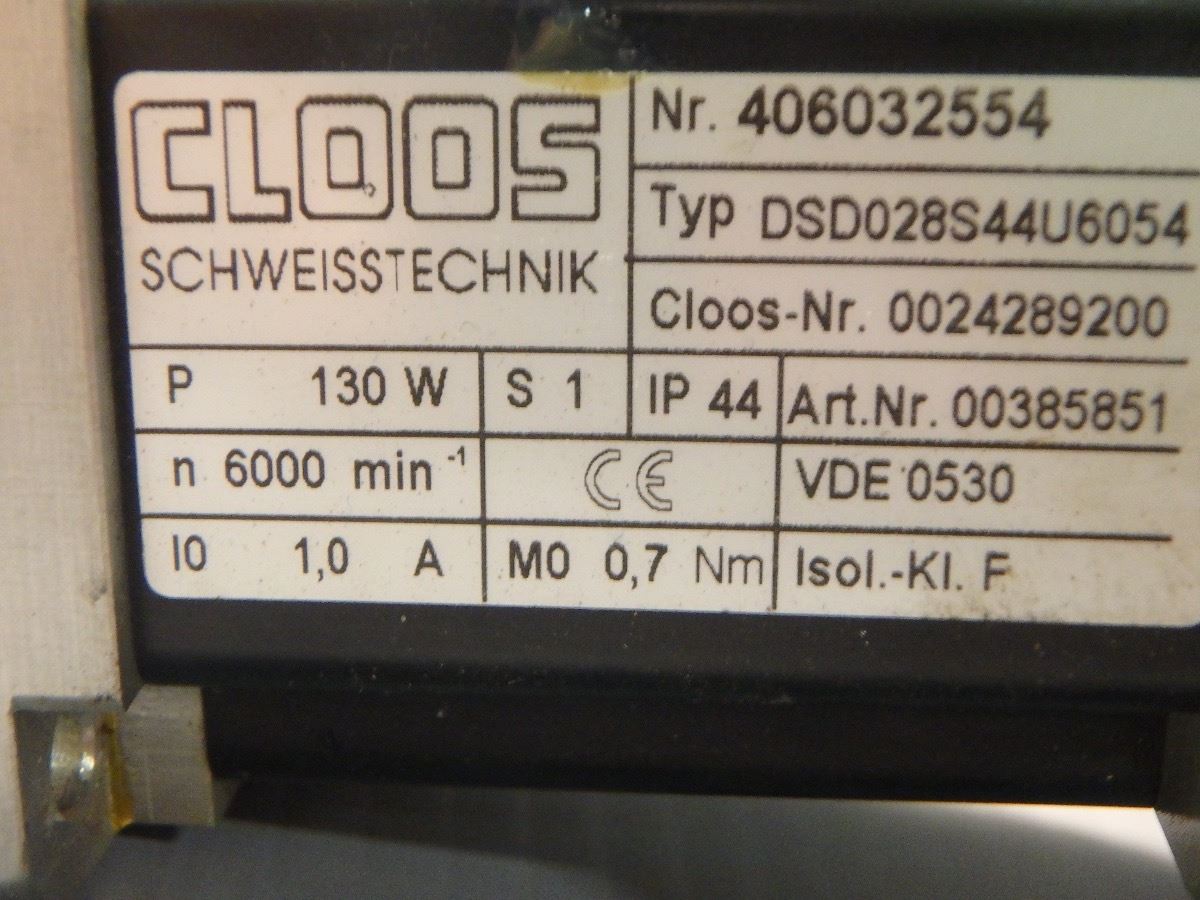 CLOOS
SCHWEISSTECHNIK
Nr. 406032554
Typ DSD028S44U6054
Cloos-Nr. 0024289200
P 130 W S 1 IP 44 Art.Nr. 00385851
n 6000 min⁻¹ CE VDE 0530
I0 1,0 A M0 0,7 Nm Isol.-Kl. F